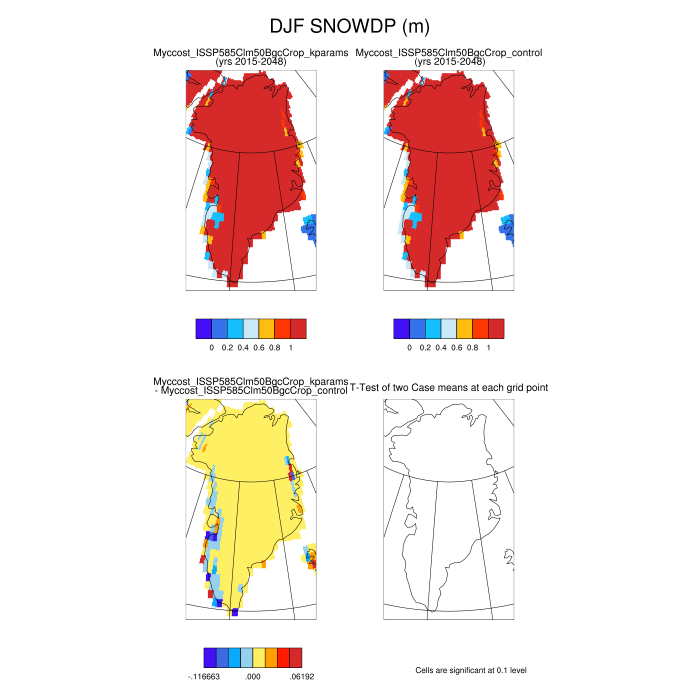 DJF SNOWDP (m)
Myccost_ISSP585Clm50BgcCrop_kparams
(yrs 2015-2048)
Myccost_ISSP585Clm50BgcCrop_control
(yrs 2015-2048)
0 0.2 0.4 0.6 0.8 1
0 0.2 0.4 0.6 0.8 1
Myccost_ISSP585Clm50BgcCrop_kparams
- Myccost_ISSP585Clm50BgcCrop_control
T-Test of two Case means at each grid point
-.116663 .000 .06192
Cells are significant at 0.1 level